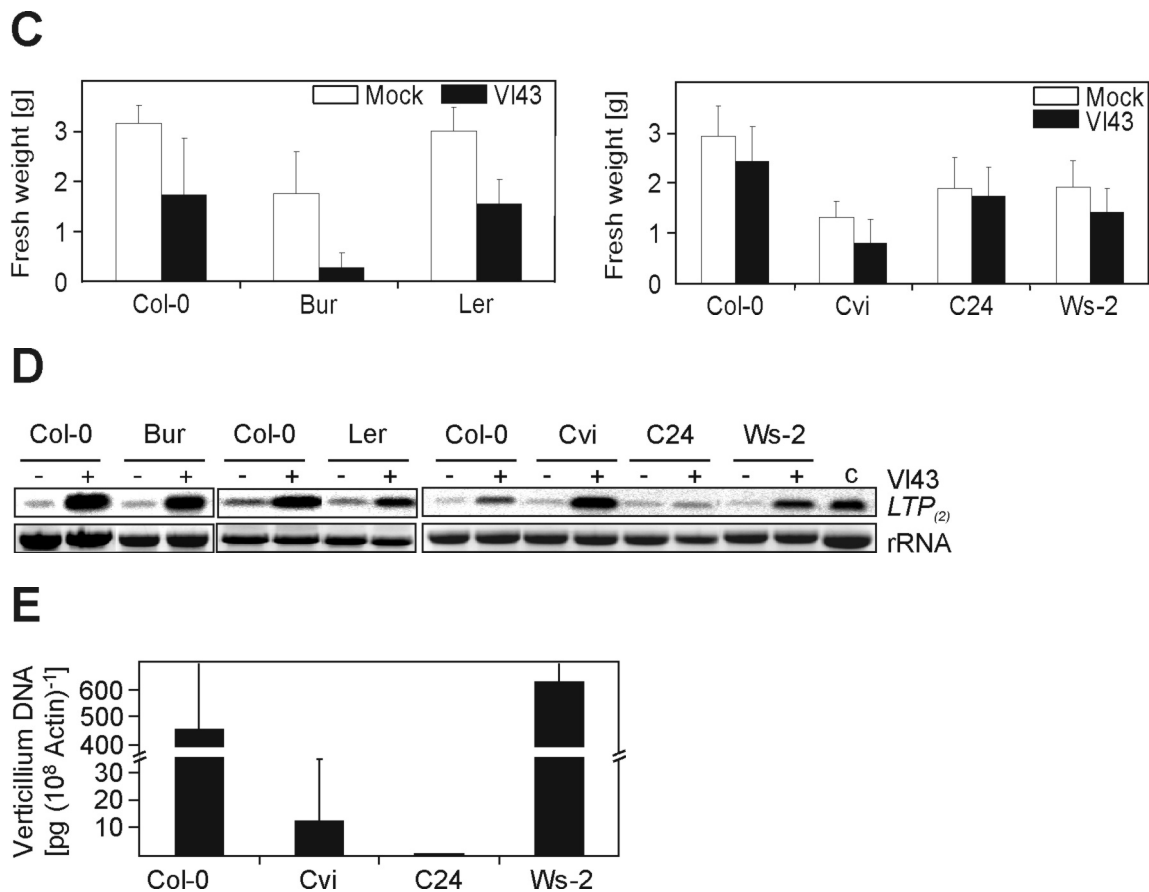 C
Fresh weight [g]
3
2
1
0
Mock
Vl43
Col-0
Bur
Ler
Fresh weight [g]
3
2
1
0
Mock
Vl43
Col-0
Cvi
C24
Ws-2
D
Col-0 Bur Col-0 Ler Col-0 Cvi C24 Ws-2
- + - + - + - + - + - + - + - + C Vl43
LTP(2)
rRNA
E
Verticillium DNA
[pg (10⁸ Actin)⁻¹]
600
500
400
30
20
10
Col-0
Cvi
C24
Ws-2